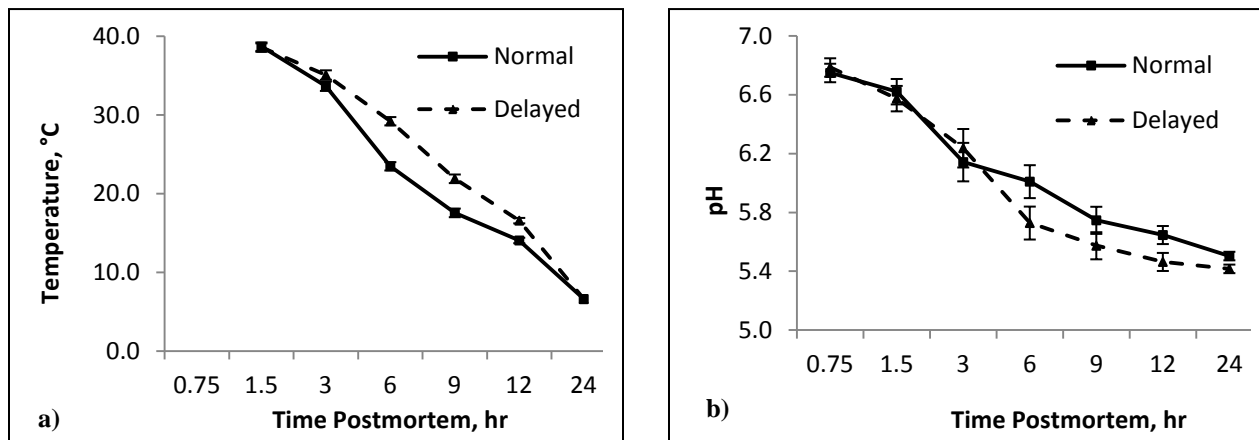 40.0
30.0
20.0
10.0
0.0
Temperature, °C
Normal
Delayed
0.75 1.5 3 6 9 12 24
Time Postmortem, hr
a)
7.0
6.6
6.2
5.8
5.4
5.0
pH
Normal
Delayed
0.75 1.5 3 6 9 12 24
Time Postmortem, hr
b)